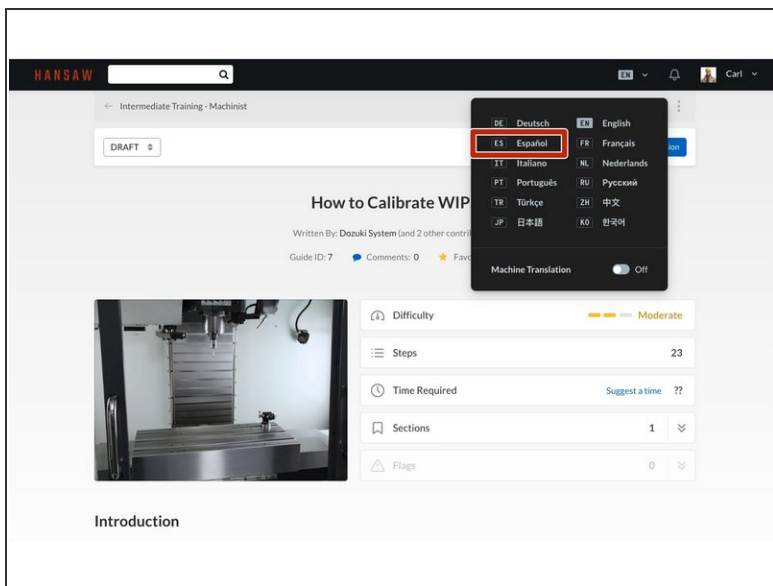 HANSAW
EN
Carl
← Intermediate Training - Machinist
DRAFT
DE Deutsch
EN English
ES Español
FR Français
IT Italiano
NL Nederlands
PT Português
RU Русский
TR Türkçe
ZH 中文
JP 日本語
KO 한국어
Machine Translation Off
How to Calibrate WIP
Written By: Dozuki System (and 2 other contri
Guide ID: 7
Comments: 0
Difficulty
Moderate
Steps
23
Time Required
Suggest a time ??
Sections
1
Flags
0
Introduction